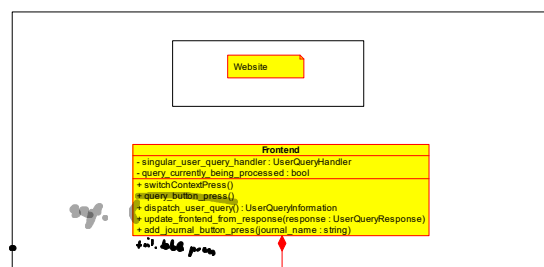 Website
Frontend
- singular_user_query_handler : UserQueryHandler
- query_currently_being_processed : bool
+ switchContextPress()
+ query_button_press()
+ dispatch_user_query() : UserQueryInformation
+ update_frontend_from_response(response : UserQueryResponse)
+ add_journal_button_press(journal_name : string)